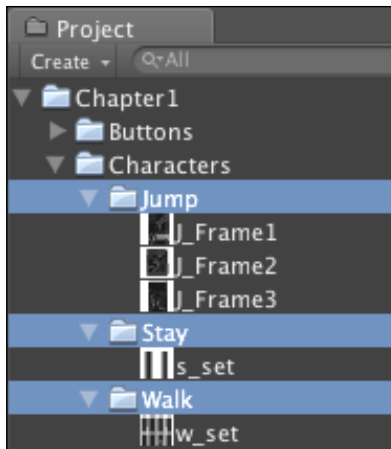 Project
Create All
Chapter1
Buttons
Characters
Jump
J_Frame1
J_Frame2
J_Frame3
Stay
s_set
Walk
w_set